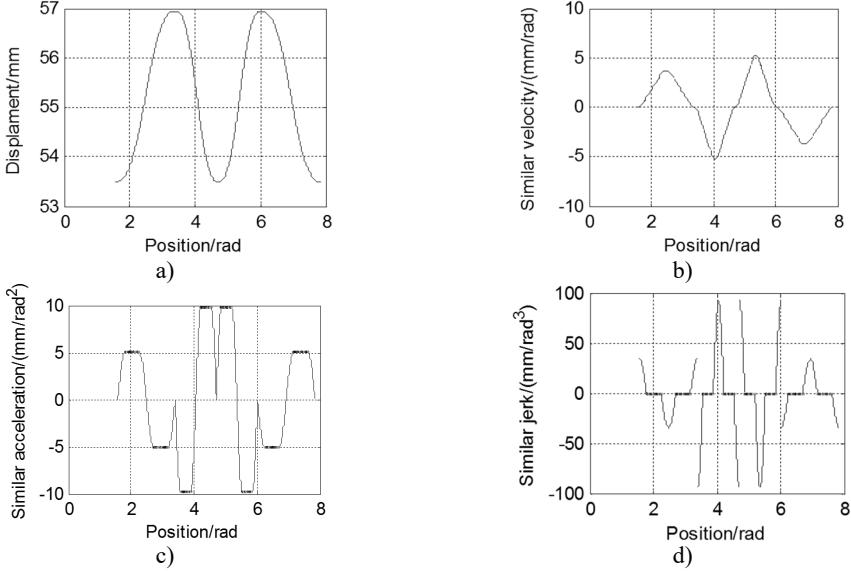 Displament/mm
57
56
55
54
53
0 2 4 6 8
Position/rad
a)
Similar velocity/(mm/rad)
10
5
0
-5
-10
0 2 4 6 8
Position/rad
b)
Similar acceleration/(mm/rad²)
10
5
0
-5
-10
0 2 4 6 8
Position/rad
c)
Similar jerk/(mm/rad³)
100
50
0
-50
-100
0 2 4 6 8
Position/rad
d)